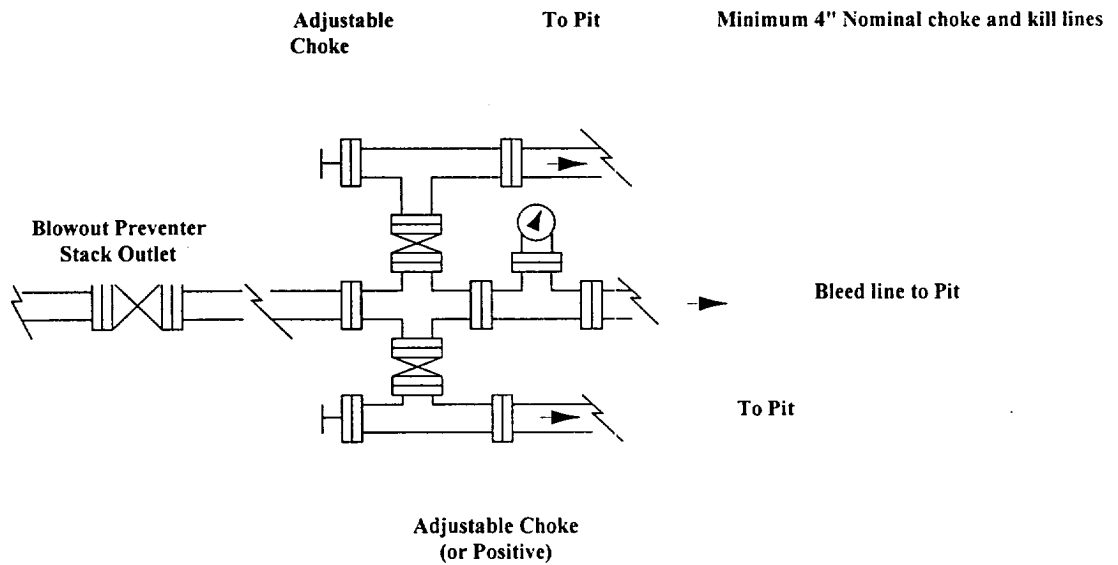 Adjustable
Choke
To Pit
Minimum 4" Nominal choke and kill lines
Blowout Preventer
Stack Outlet
Bleed line to Pit
To Pit
Adjustable Choke
(or Positive)